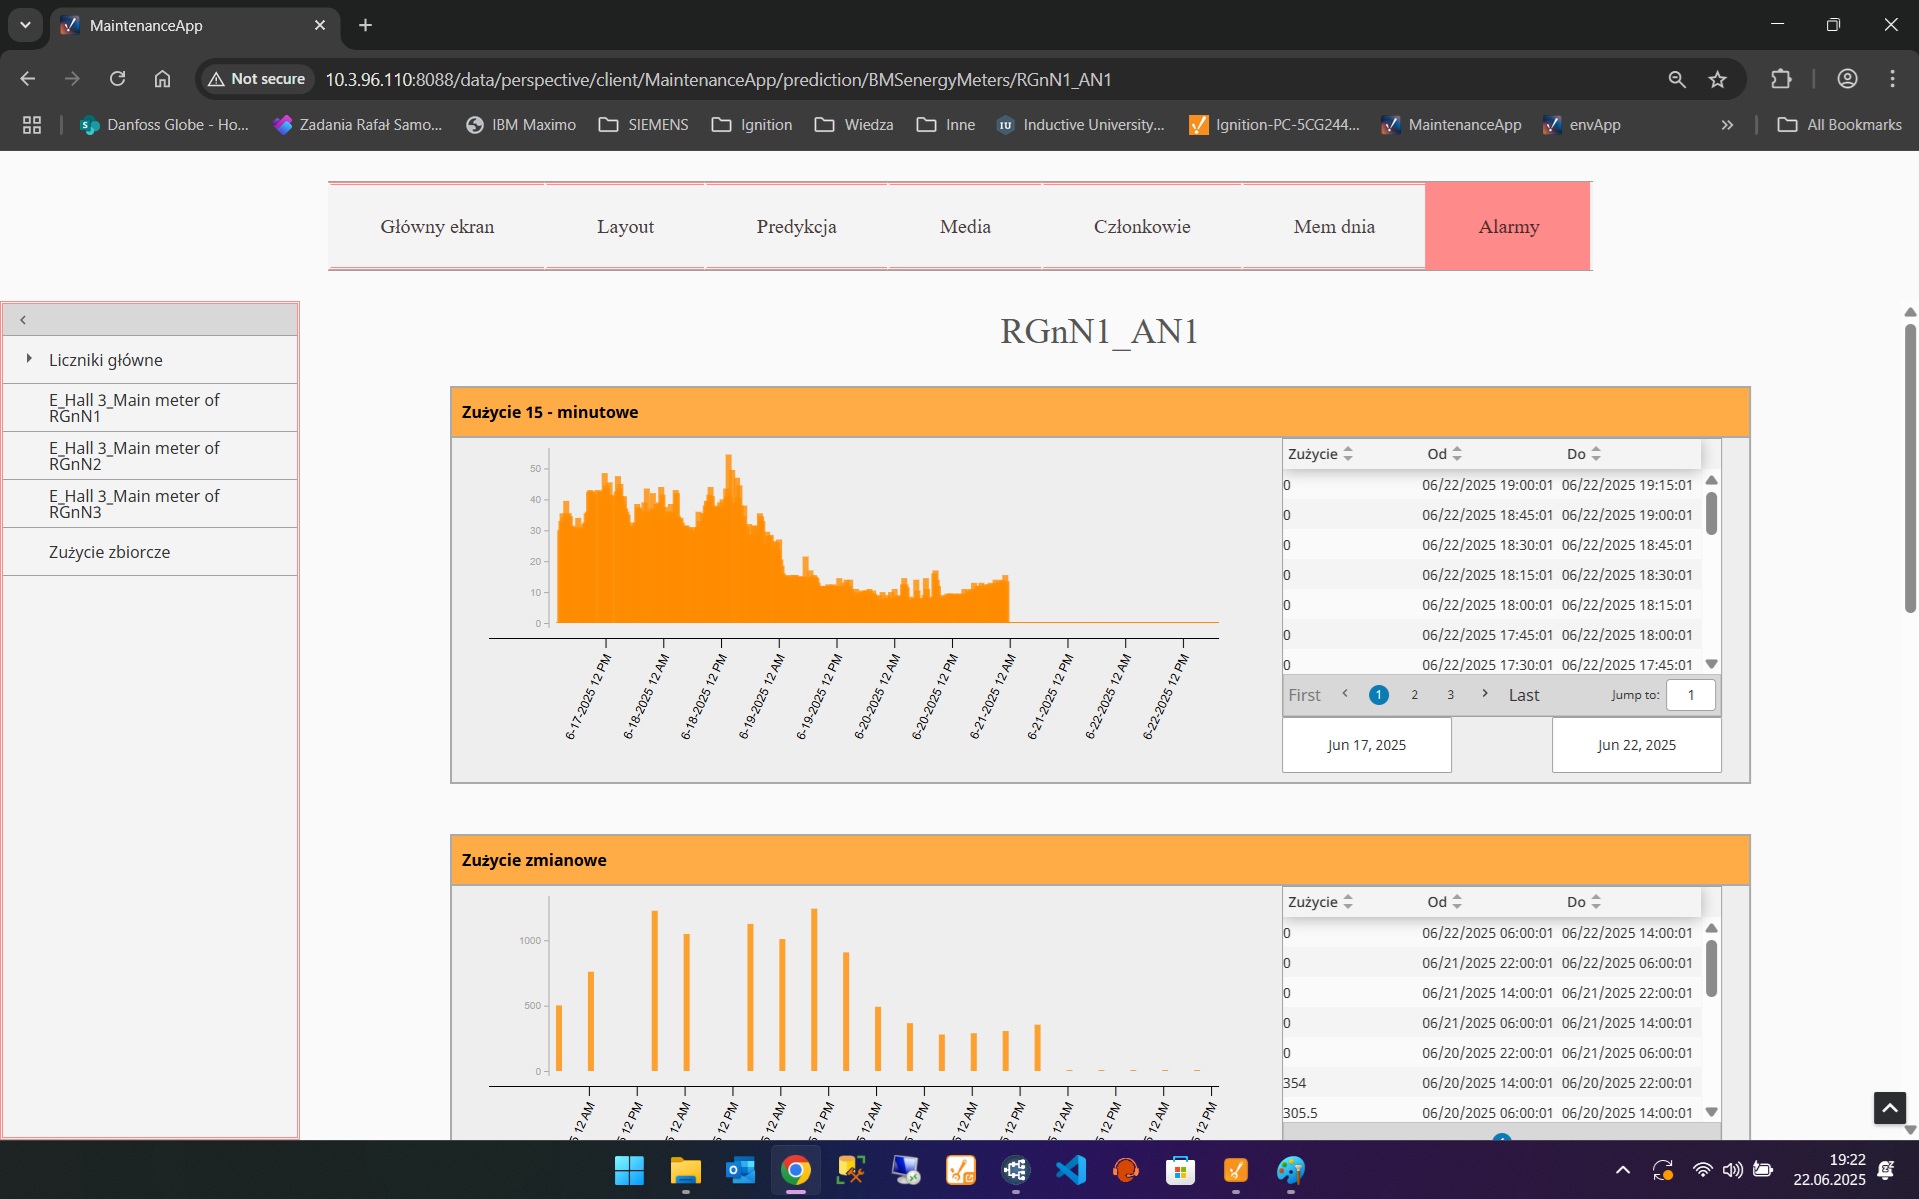 MaintenanceApp
Not secure
10.3.96.110:8088/data/perspective/client/MaintenanceApp/prediction/BMSenergyMeters/RGnN1_AN1
Danfoss Globe - Ho...
Zadania Rafał Samo...
IBM Maximo
SIEMENS
Ignition
Wiedza
Inne
Inductive University...
Ignition-PC-5CG244...
MaintenanceApp
envApp
All Bookmarks
Główny ekran
Layout
Predykcja
Media
Członkowie
Mem dnia
Alarmy
Liczniki główne
E_Hall 3_Main meter of
RGnN1
E_Hall 3_Main meter of
RGnN2
E_Hall 3_Main meter of
RGnN3
Zużycie zbiorcze
RGnN1_AN1
Zużycie 15 - minutowe
50
40
30
20
10
0
6-17-2025 12 PM
6-18-2025 12 AM
6-18-2025 12 PM
6-19-2025 12 AM
6-19-2025 12 PM
6-20-2025 12 AM
6-20-2025 12 PM
6-21-2025 12 AM
6-21-2025 12 PM
6-22-2025 12 AM
6-22-2025 12 PM
Zużycie Od Do
0 06/22/2025 19:00:01 06/22/2025 19:15:01
0 06/22/2025 18:45:01 06/22/2025 19:00:01
0 06/22/2025 18:30:01 06/22/2025 18:45:01
0 06/22/2025 18:15:01 06/22/2025 18:30:01
0 06/22/2025 18:00:01 06/22/2025 18:15:01
0 06/22/2025 17:45:01 06/22/2025 18:00:01
0 06/22/2025 17:30:01 06/22/2025 17:45:01
First 1 2 3 Last Jump to: 1
Jun 17, 2025
Jun 22, 2025
Zużycie zmianowe
1000
500
0
12 AM
12 PM
12 AM
12 PM
12 AM
12 PM
12 AM
12 PM
12 AM
12 PM
12 AM
12 PM
12 AM
12 PM
Zużycie Od Do
0 06/22/2025 06:00:01 06/22/2025 14:00:01
0 06/21/2025 22:00:01 06/22/2025 06:00:01
0 06/21/2025 14:00:01 06/21/2025 22:00:01
0 06/21/2025 06:00:01 06/21/2025 14:00:01
0 06/20/2025 22:00:01 06/21/2025 06:00:01
354 06/20/2025 14:00:01 06/20/2025 22:00:01
305.5 06/20/2025 06:00:01 06/20/2025 14:00:01
19:22
22.06.2025